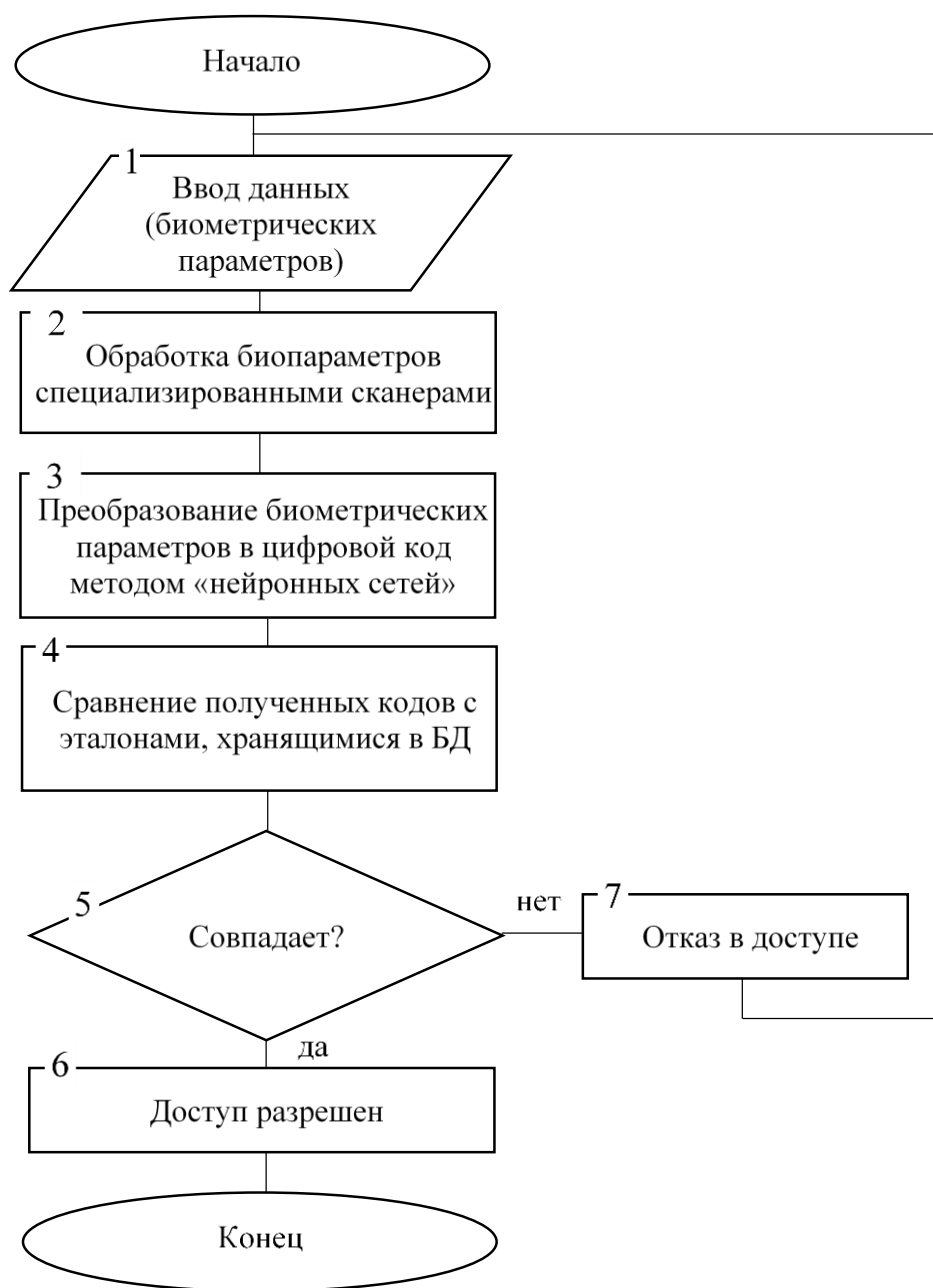 Начало
1
Ввод данных
(биометрических
параметров)
2
Обработка биопараметров
специализированными сканерами
3
Преобразование биометрических
параметров в цифровой код
методом «нейронных сетей»
4
Сравнение полученных кодов с
эталонами, хранящимися в БД
5
Совпадает?
нет
7
Отказ в доступе
да
6
Доступ разрешен
Конец